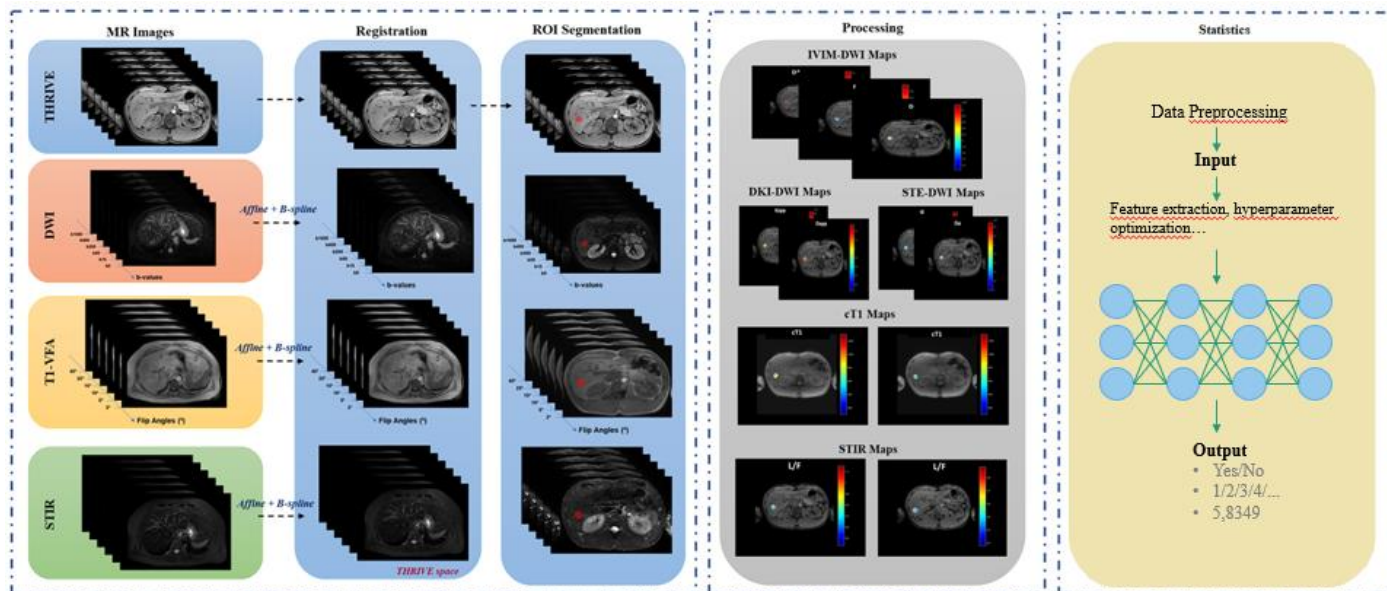 MR Images
Registration
ROI Segmentation
THRIVE
DWI
Affine + B-spline
b-values
b-values
b-values
T1-VFA
Affine + B-spline
Flip Angles (°)
Flip Angles (°)
Flip Angles (°)
STIR
Affine + B-spline
THRIVE space
Processing
IVIM-DWI Maps
D*
F
D
DKI-DWI Maps
STE-DWI Maps
Kapp
Dapp
cT1 Maps
cT1
cT1
STIR Maps
L/F
L/F
Statistics
Data Preprocessing
Input
Feature extraction, hyperparameter
optimization…
Output
• Yes/No
• 1/2/3/4/…
• 5,8349